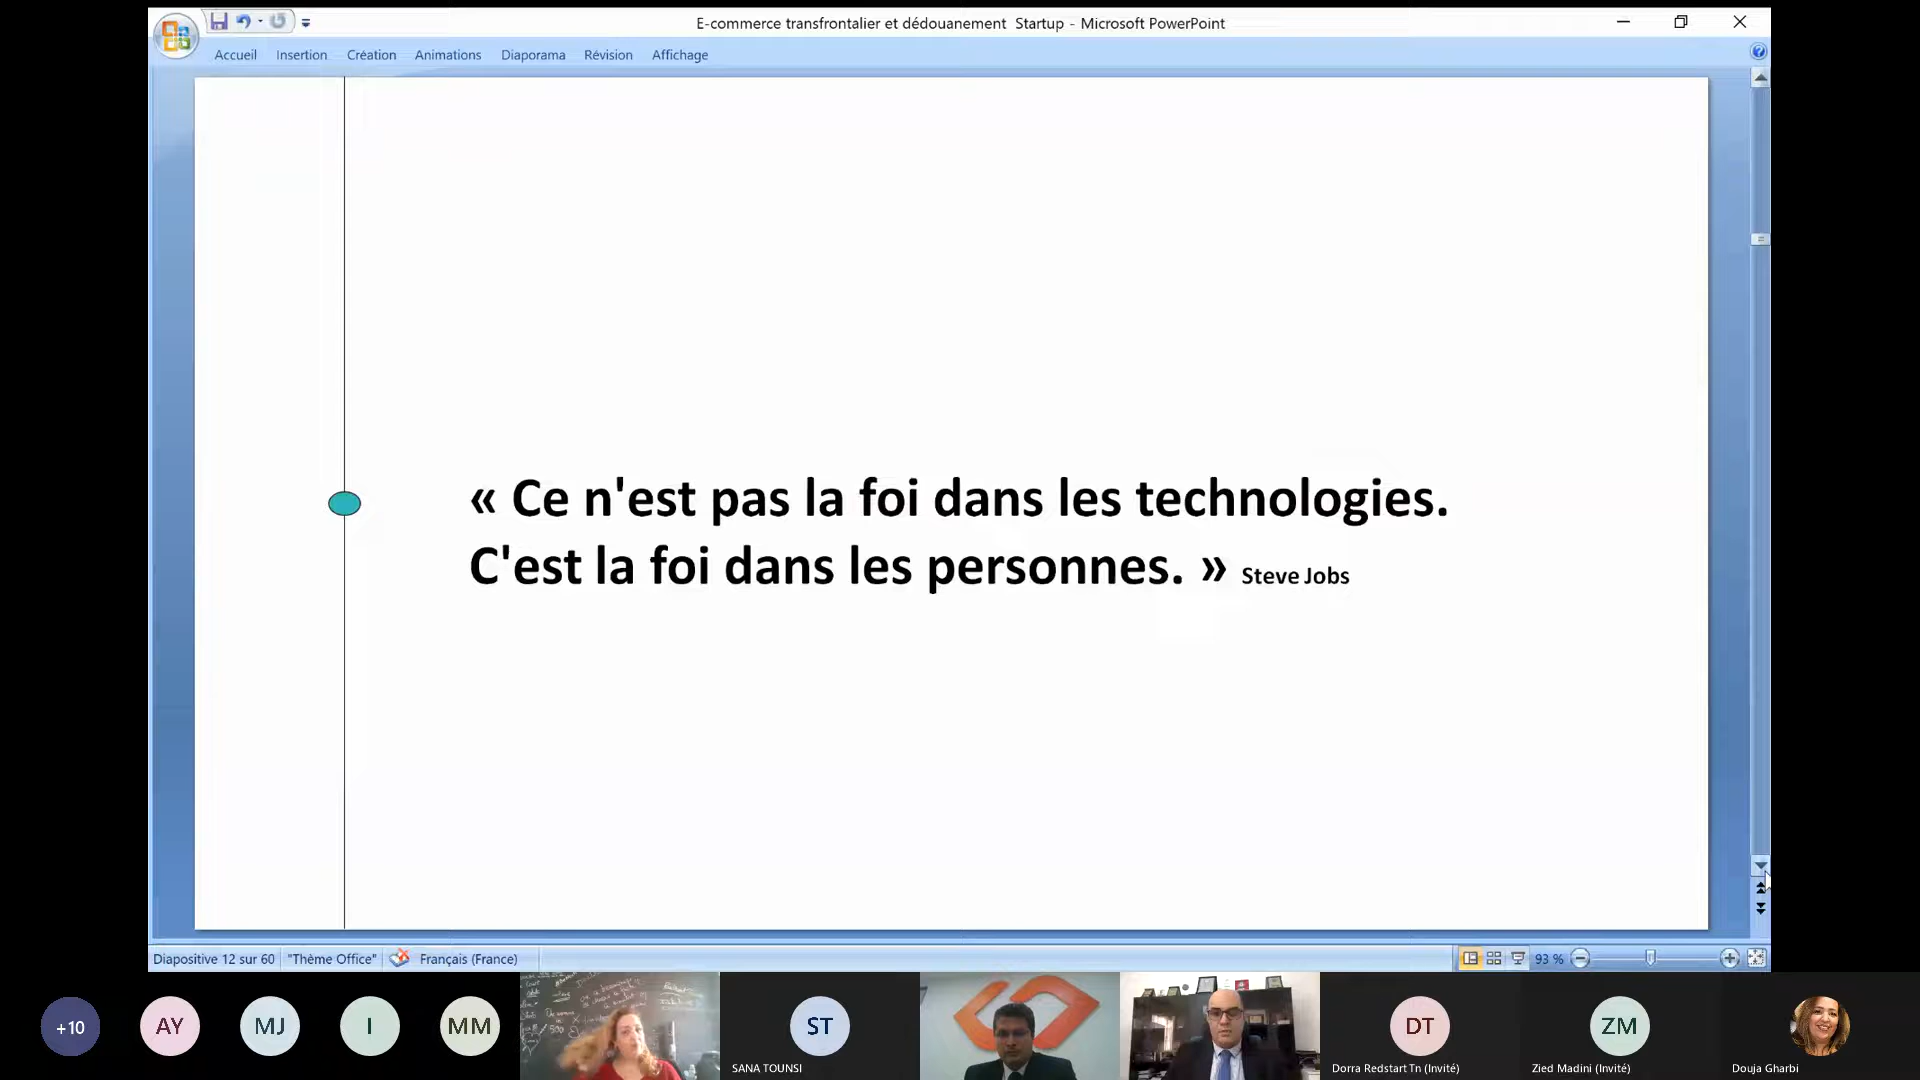 E-commerce transfrontalier et dédouanement Startup - Microsoft PowerPoint
Accueil Insertion Création Animations Diaporama Révision Affichage
« Ce n'est pas la foi dans les technologies.
C'est la foi dans les personnes. » Steve Jobs
Diapositive 12 sur 60 "Thème Office" Français (France) 93 %
+10 AY MJ I MM ST DT ZM
SANA TOUNSI Dorra Redstart Tn (Invité) Zied Madini (Invité) Douja Gharbi